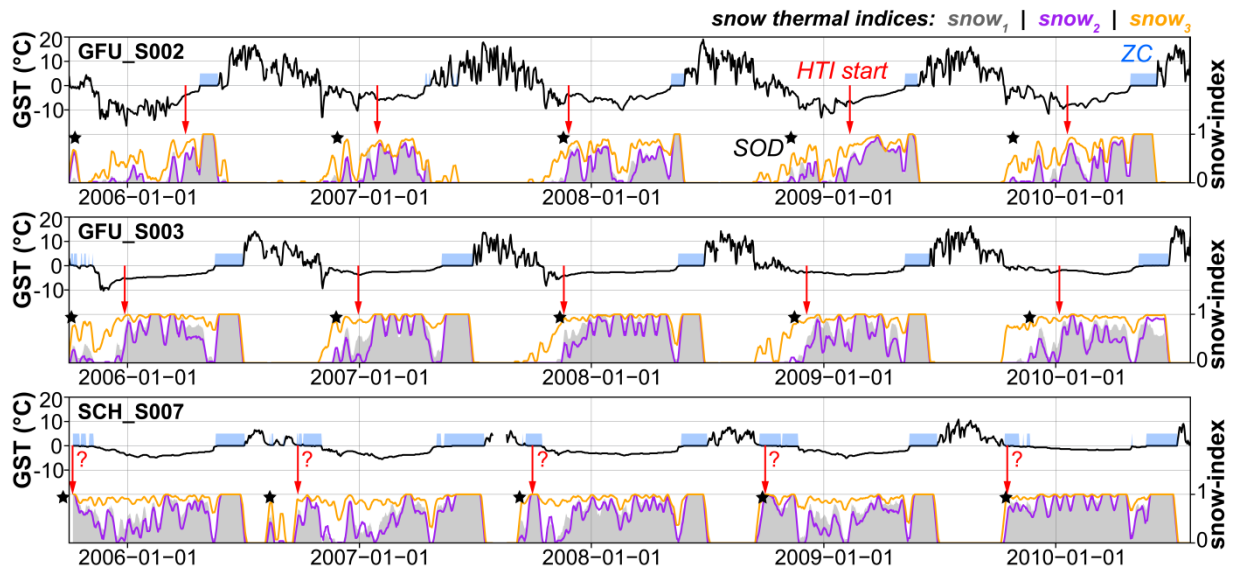 snow thermal indices: snow1 | snow2 | snow3
GFU_S002
ZC
HTI start
SOD
GST (°C)
20
10
0
-10
1
0
snow-index
2006-01-01
2007-01-01
2008-01-01
2009-01-01
2010-01-01
GFU_S003
GST (°C)
20
10
0
-10
1
0
snow-index
2006-01-01
2007-01-01
2008-01-01
2009-01-01
2010-01-01
SCH_S007
GST (°C)
20
10
0
-10
?
?
?
?
?
1
0
snow-index
2006-01-01
2007-01-01
2008-01-01
2009-01-01
2010-01-01